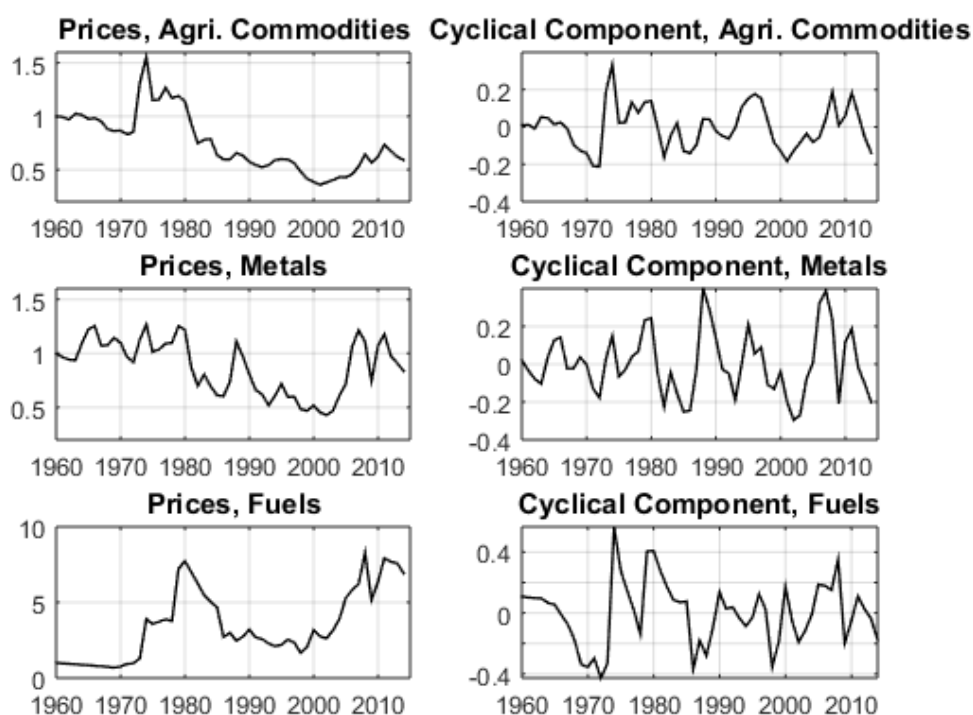 Prices, Agri. Commodities
1.5
1
0.5
1960 1970 1980 1990 2000 2010
Cyclical Component, Agri. Commodities
0.2
0
-0.2
-0.4
1960 1970 1980 1990 2000 2010
Prices, Metals
1.5
1
0.5
1960 1970 1980 1990 2000 2010
Cyclical Component, Metals
0.2
0
-0.2
-0.4
1960 1970 1980 1990 2000 2010
Prices, Fuels
10
5
0
1960 1970 1980 1990 2000 2010
Cyclical Component, Fuels
0.4
0
-0.4
1960 1970 1980 1990 2000 2010